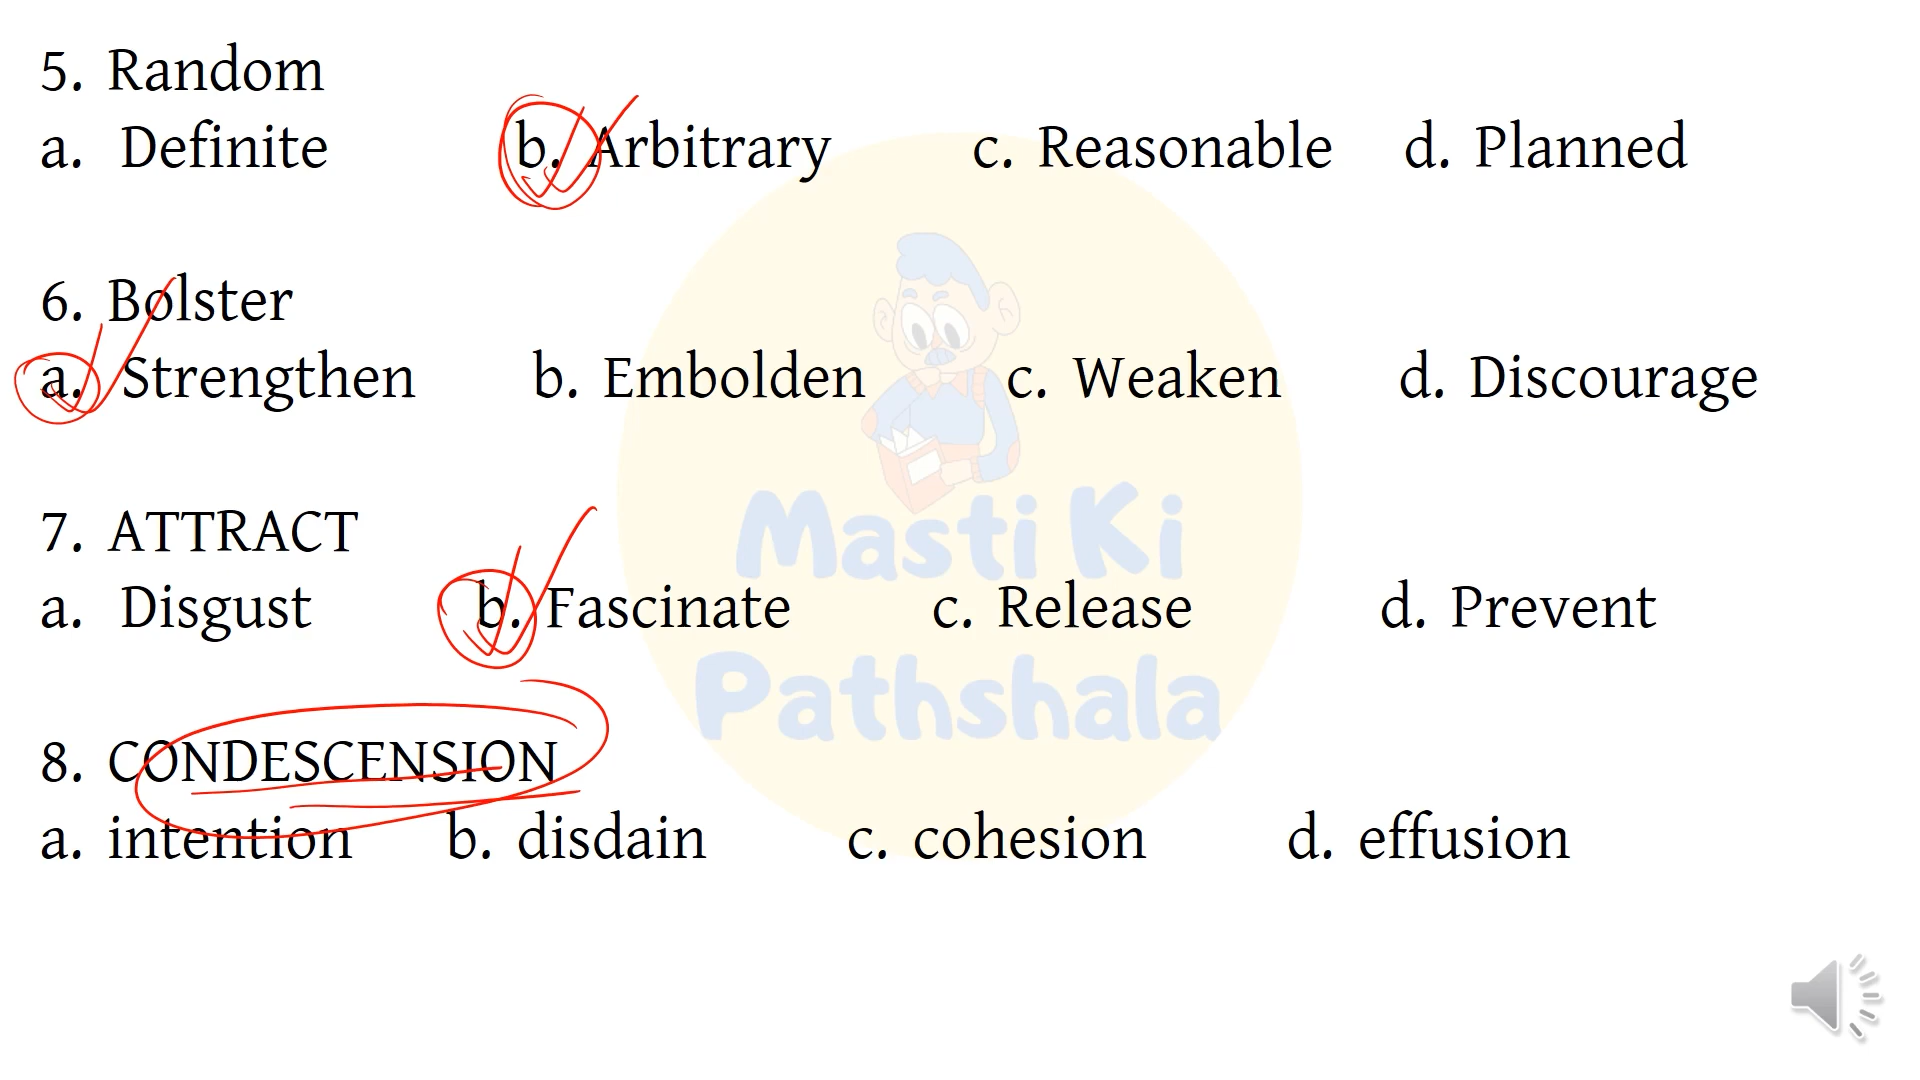 5. Random
a. Definite b. Arbitrary c. Reasonable d. Planned
6. Bolster
a. Strengthen b. Embolden c. Weaken d. Discourage
7. ATTRACT
a. Disgust b. Fascinate c. Release d. Prevent
8. CONDESCENSION
a. intention b. disdain c. cohesion d. effusion
Masti Ki
Pathshala